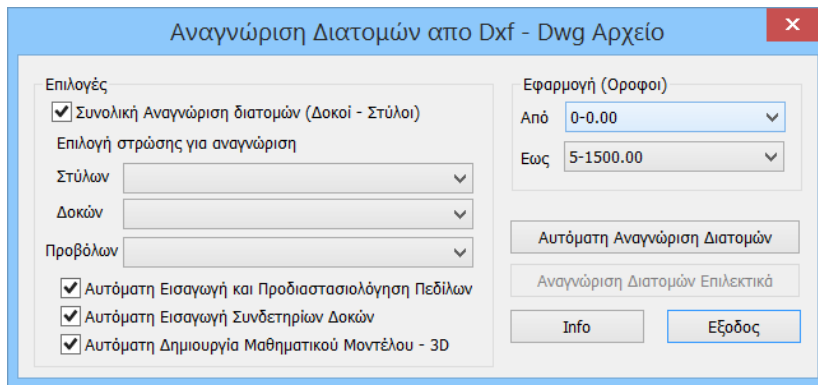 Αναγνώριση Διατομών απο Dxf - Dwg Αρχείο
Επιλογές
Συνολική Αναγνώριση διατομών (Δοκοί - Στύλοι)
Επιλογή στρώσης για αναγνώριση
Στύλων
Δοκών
Προβόλων
Αυτόματη Εισαγωγή και Προδιαστασιολόγηση Πεδίλων
Αυτόματη Εισαγωγή Συνδετηρίων Δοκών
Αυτόματη Δημιουργία Μαθηματικού Μοντέλου - 3D
Εφαρμογή (Οροφοι)
Από 0-0.00
Εως 5-1500.00
Αυτόματη Αναγνώριση Διατομών
Αναγνώριση Διατομών Επιλεκτικά
Info Εξοδος